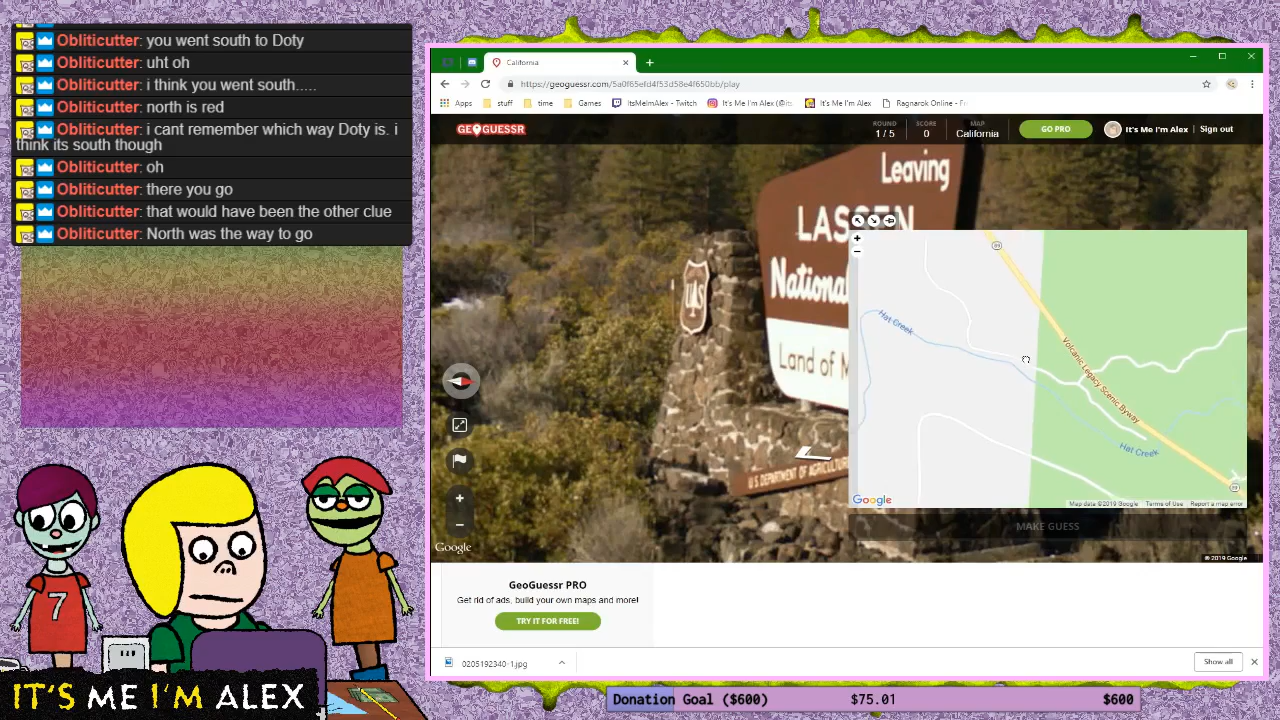 Obliticutter: you went south to Doty
Obliticutter: uht oh
Obliticutter: i think you went south.....
Obliticutter: north is red
Obliticutter: i cant remember which way Doty is. i
think its south though
Obliticutter: oh
Obliticutter: there you go
Obliticutter: that would have been the other clue
Obliticutter: North was the way to go
California
https://geoguessr.com/5a0f65efd4f53d58e4f650bb/play
Apps
stuff
time
Games
ItsMeImAlex - Twitch
It's Me I'm Alex (@its
It's Me I'm Alex
Ragnarok Online - Fr
GEOGUESSR
ROUND
1 / 5
SCORE
0
MAP
California
GO PRO
It's Me I'm Alex
Sign out
Leaving
LASSEN
National
Land of M
US
U.S. DEPARTMENT OF AGRICULTUR
+
−
89
Hat Creek
Volcanic Legacy Scenic Byway
Hat Creek
89
Google
Map data ©2019 Google
Terms of Use
Report a map error
MAKE GUESS
+
−
Google
© 2019 Google
GeoGuessr PRO
Get rid of ads, build your own maps and more!
TRY IT FOR FREE!
0205192340-1.jpg
Show all
7
IT'S ME I'M ALEX
Donation Goal ($600)
$75.01
$600